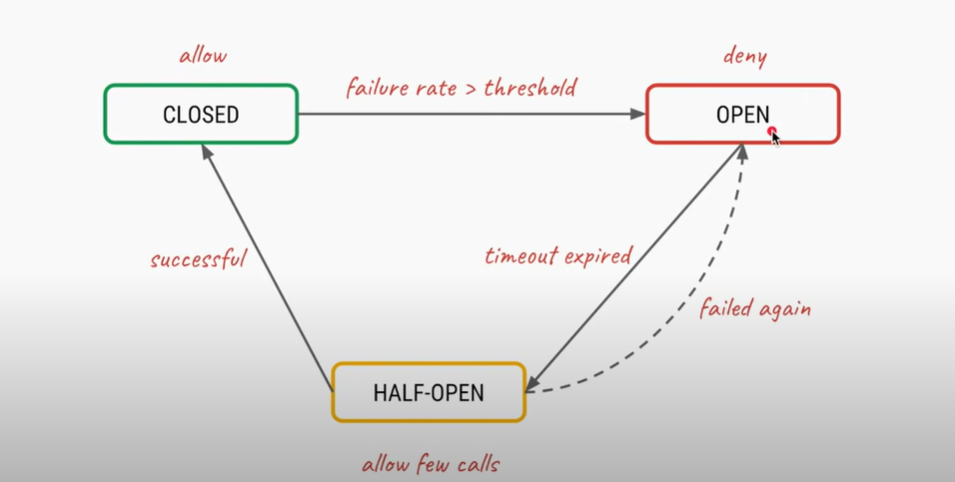 allow
deny
failure rate > threshold
CLOSED
OPEN
successful
timeout expired
failed again
HALF-OPEN
allow few calls